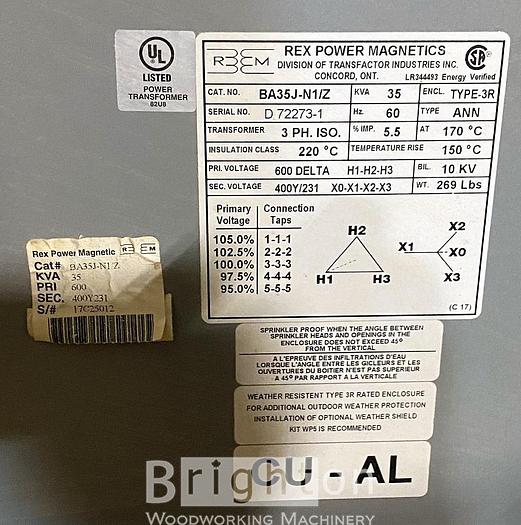 UL
LISTED
POWER
TRANSFORMER
82U8
REM
REX POWER MAGNETICS
DIVISION OF TRANSFACTOR INDUSTRIES INC.
CONCORD, ONT.
LR344493 Energy Verified
CAT. NO. BA35J-N1/Z KVA 35 ENCL. TYPE-3R
SERIAL NO. D 72273-1 Hz. 60 TYPE ANN
TRANSFORMER 3 PH. ISO. % IMP. 5.5 AT 170 °C
INSULATION CLASS 220 °C TEMPERATURE RISE 150 °C
PRI. VOLTAGE 600 DELTA H1-H2-H3 BIL. 10 KV
SEC. VOLTAGE 400Y/231 X0-X1-X2-X3 WT. 269 Lbs
Primary Connection
Voltage Taps
105.0% 1-1-1
102.5% 2-2-2
100.0% 3-3-3
97.5% 4-4-4
95.0% 5-5-5
H2
H1 H3
X2
X1 X0
X3
(C 17)
Rex Power Magnetic REM
Cat# BA35J-N1/Z
KVA 35
PRI 600
SEC. 400Y231
S/# 17C25012
SPRINKLER PROOF WHEN THE ANGLE BETWEEN
SPRINKLER HEADS AND OPENINGS IN THE
ENCLOSURE DOES NOT EXCEED 45°
FROM THE VERTICAL
A L'EPREUVE DES INFILTRATIONS D'EAU
LORSQUE L'ANGLE ENTRE LES GICLEURS ET LES
OUVERTURES DU BOITIER N'EST PAS SUPERIEUR
A 45° PAR RAPPORT A LA VERTICALE
WEATHER RESISTENT TYPE 3R RATED ENCLOSURE
FOR ADDITIONAL OUTDOOR WEATHER PROTECTION
INSTALLATION OF OPTIONAL WEATHER SHIELD
KIT WP5 IS RECOMMENDED
CU - AL
Brighton
WOODWORKING MACHINERY